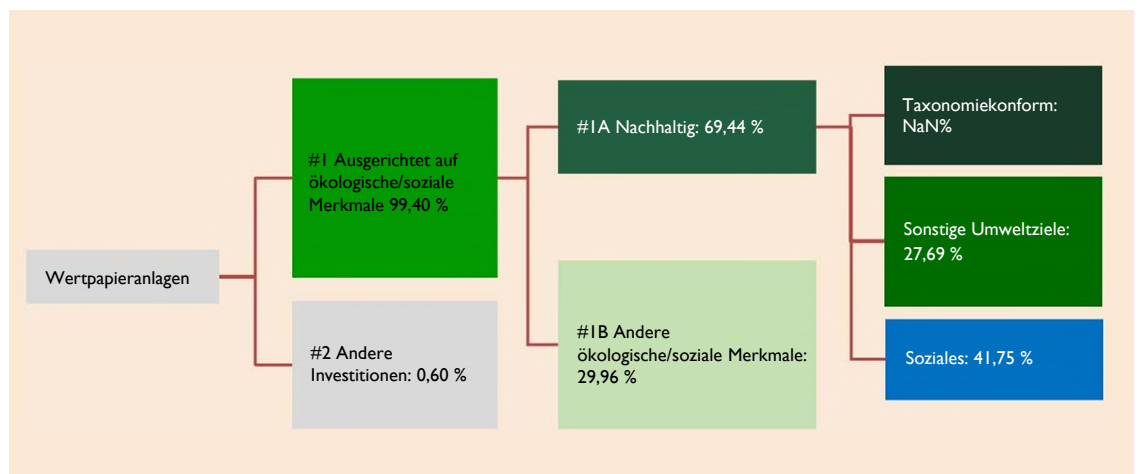 Wertpapieranlagen
#1 Ausgerichtet auf
ökologische/soziale
Merkmale 99,40 %
#2 Andere
Investitionen: 0,60 %
#1A Nachhaltig: 69,44 %
#1B Andere
ökologische/soziale Merkmale:
29,96 %
Taxonomiekonform:
NaN%
Sonstige Umweltziele:
27,69 %
Soziales: 41,75 %